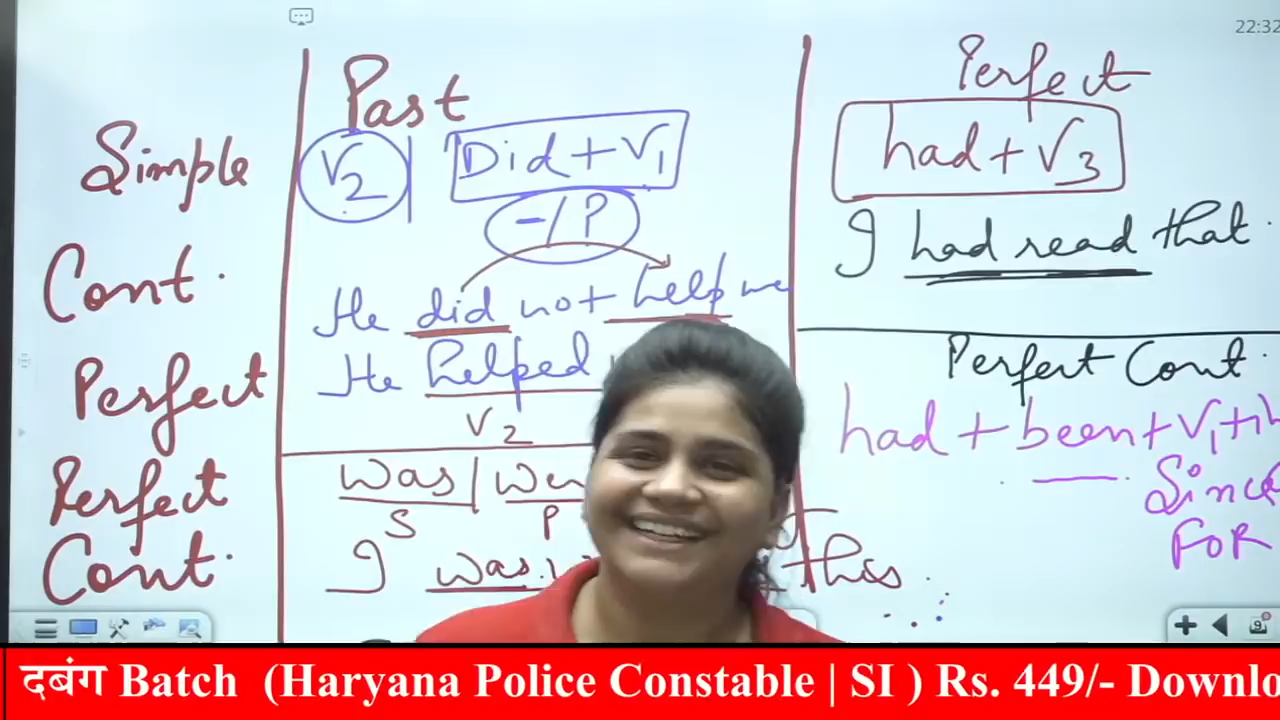 22:32
Past
Perfect
Simple
V2 | Did + V1
had + V3
-/P
I had read that.
Cont.
He did not help me
He helped
Perfect
V2
Perfect Cont.
had + been + V1 +
Since
FOR
Perfect
Cont.
was /
S P
I was this
दबंग Batch (Haryana Police Constable | SI ) Rs. 449/- Downlo